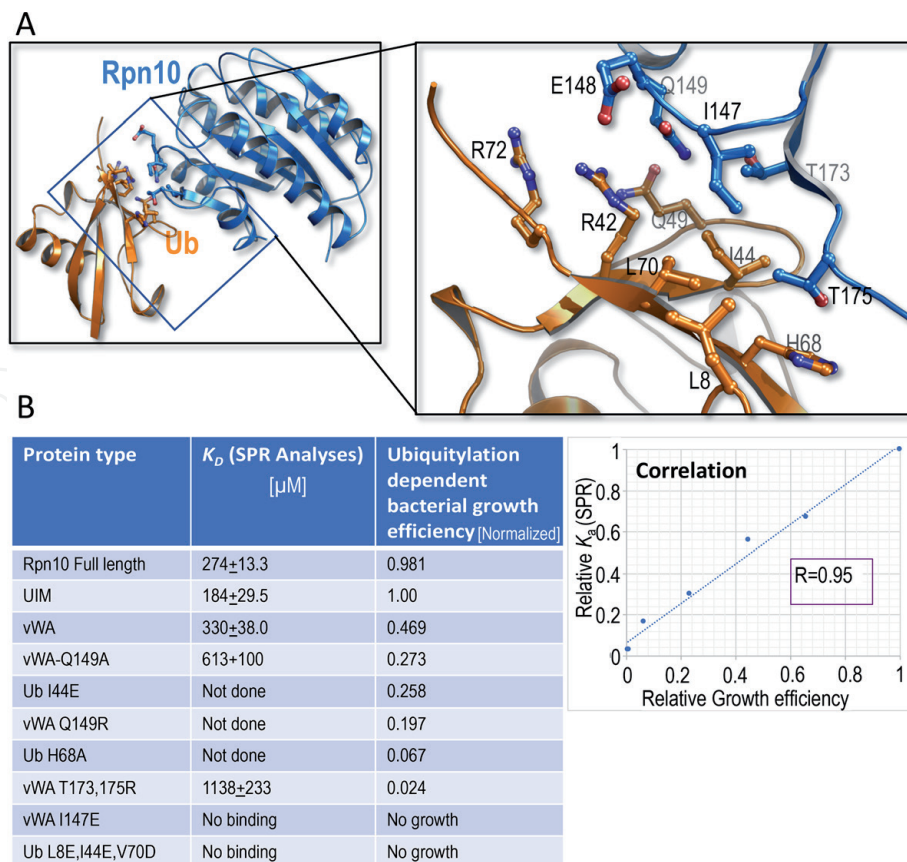 A
Rpn10
Ub
E148
Q149
I147
R72
T173
R42
Q49
I44
L70
T175
H68
L8
B
Protein type
K_D (SPR Analyses)
[µM]
Ubiquitylation
dependent
bacterial growth
efficiency [Normalized]
Rpn10 Full length 274±13.3 0.981
UIM 184±29.5 1.00
vWA 330±38.0 0.469
vWA-Q149A 613+100 0.273
Ub I44E Not done 0.258
vWA Q149R Not done 0.197
Ub H68A Not done 0.067
vWA T173,175R 1138±233 0.024
vWA I147E No binding No growth
Ub L8E,I44E,V70D No binding No growth
Correlation
R=0.95
Relative K_a (SPR)
1
0.8
0.6
0.4
0.2
0
0 0.2 0.4 0.6 0.8 1
Relative Growth efficiency